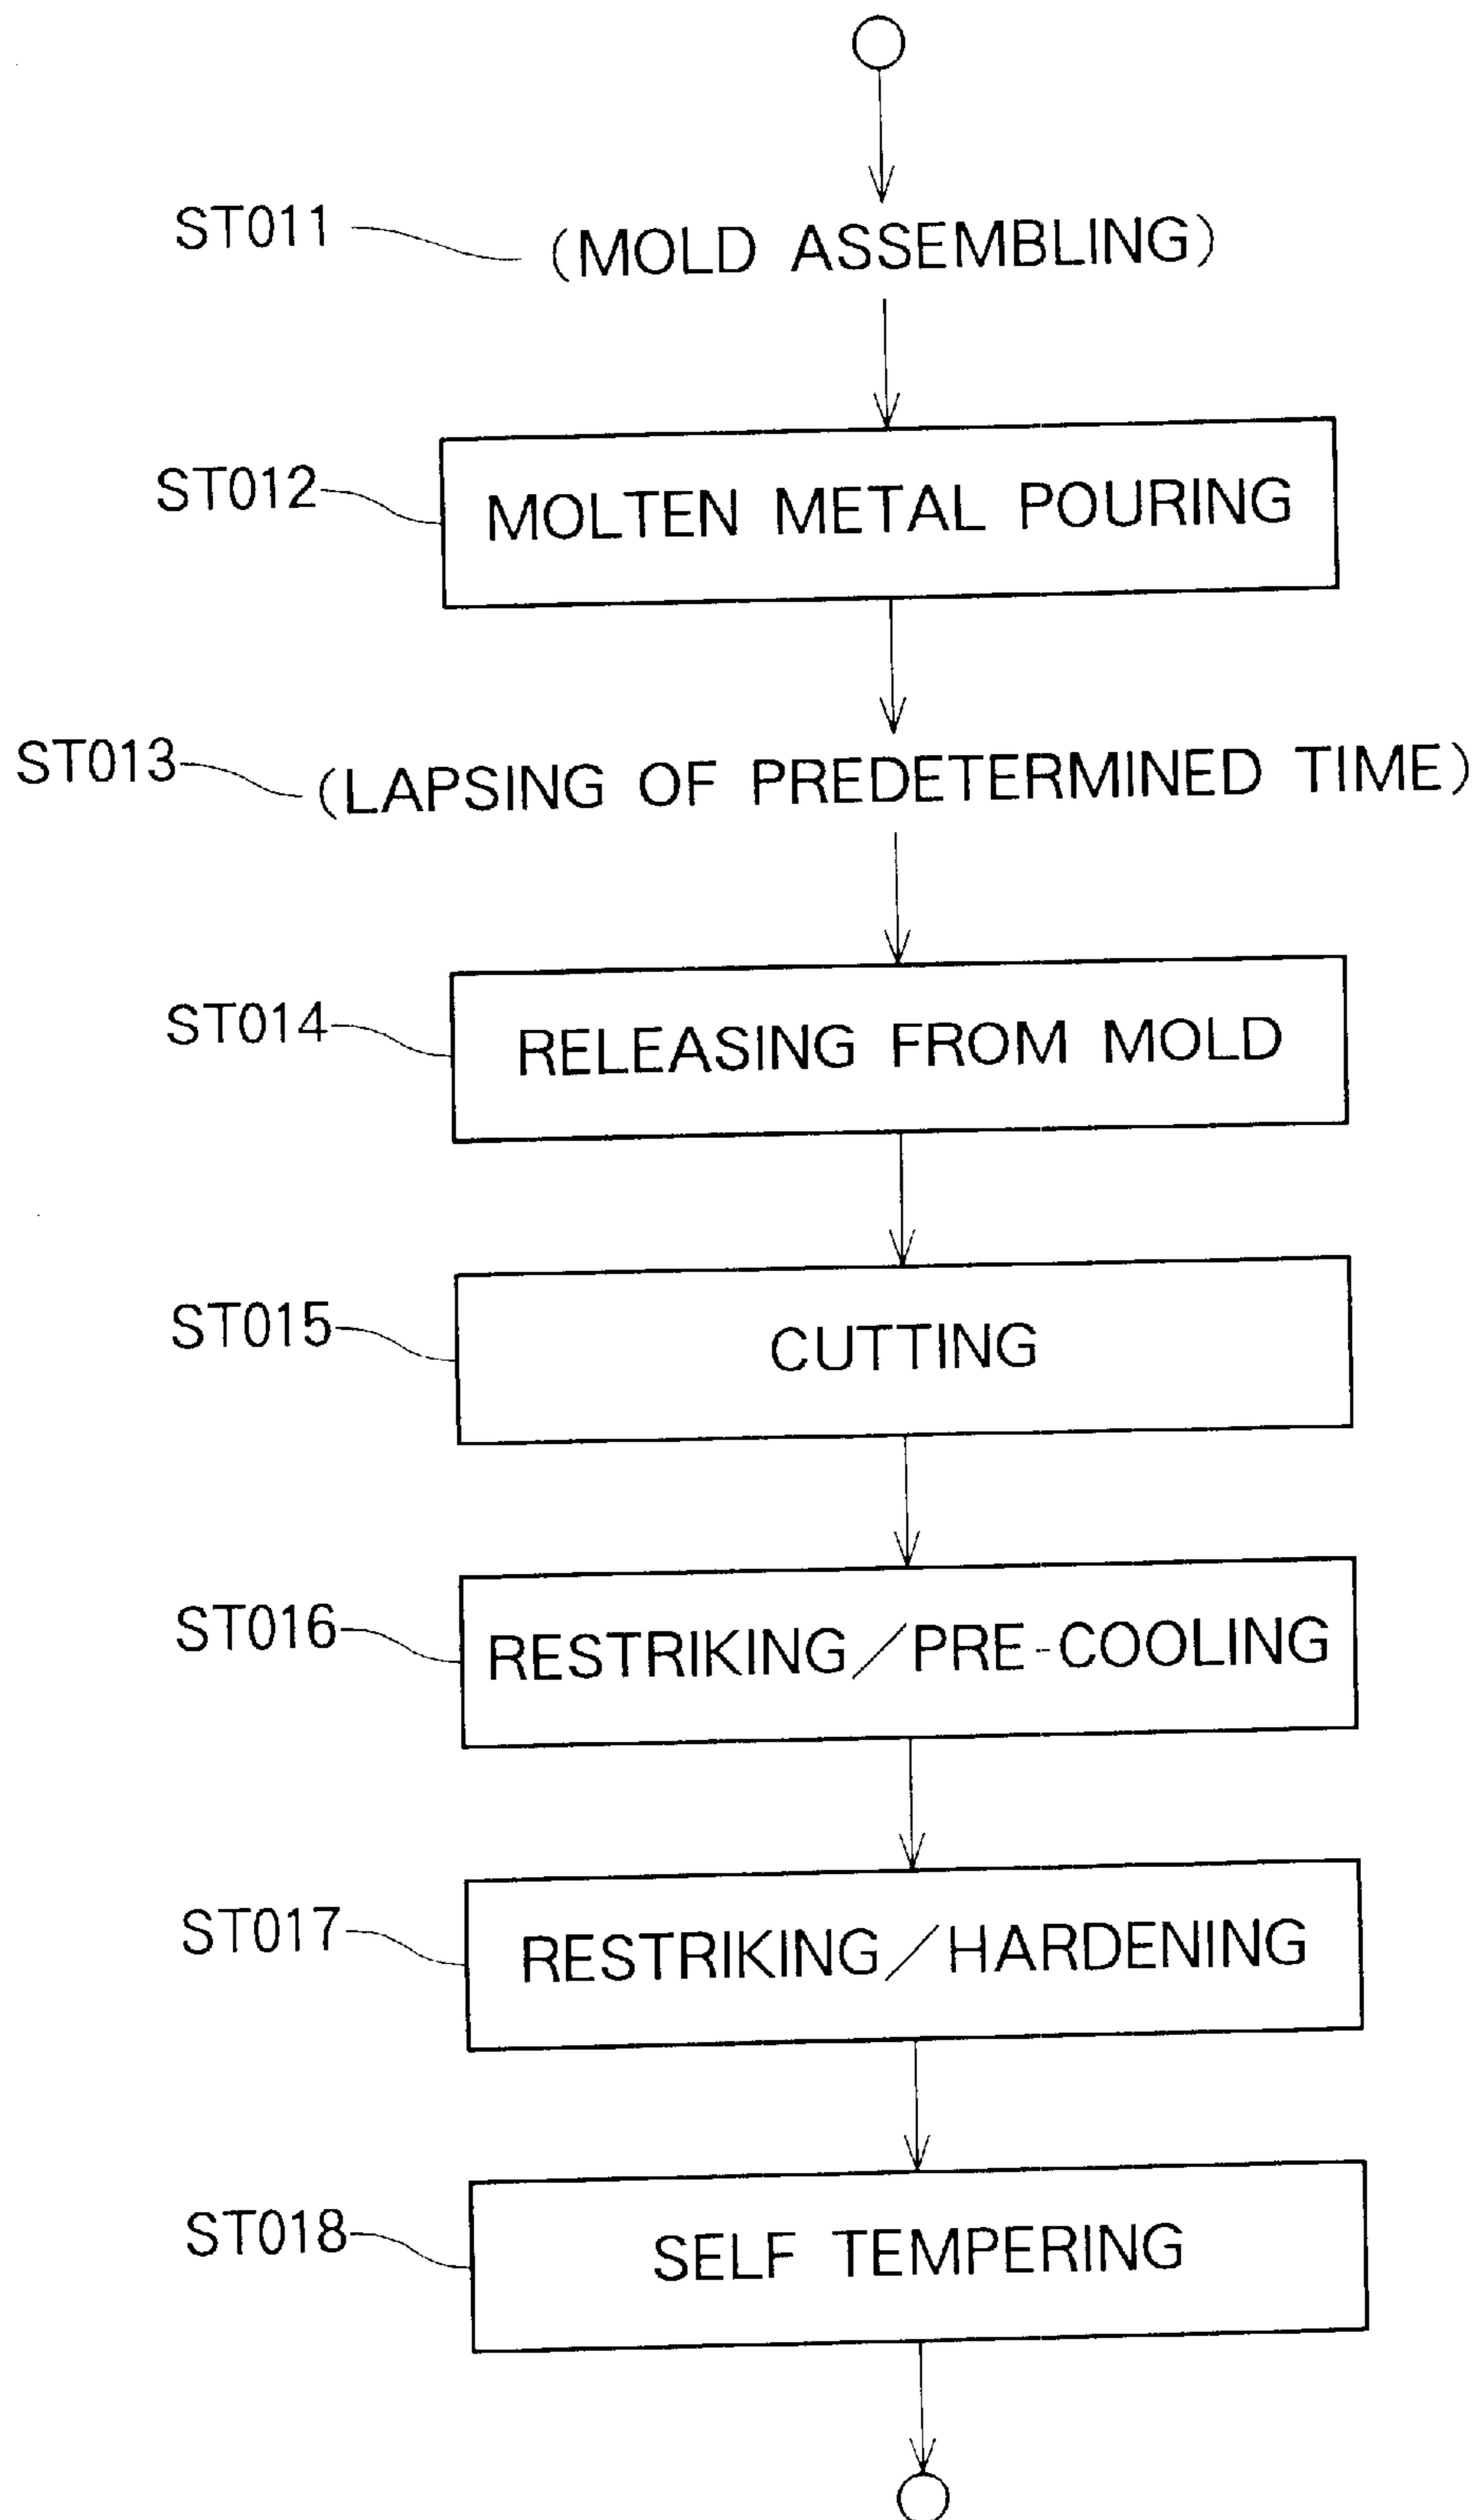 ST011 (MOLD ASSEMBLING)
ST012 MOLTEN METAL POURING
ST013 (LAPSING OF PREDETERMINED TIME)
ST014 RELEASING FROM MOLD
ST015 CUTTING
ST016 RESTRIKING/PRE-COOLING
ST017 RESTRIKING/HARDENING
ST018 SELF TEMPERING